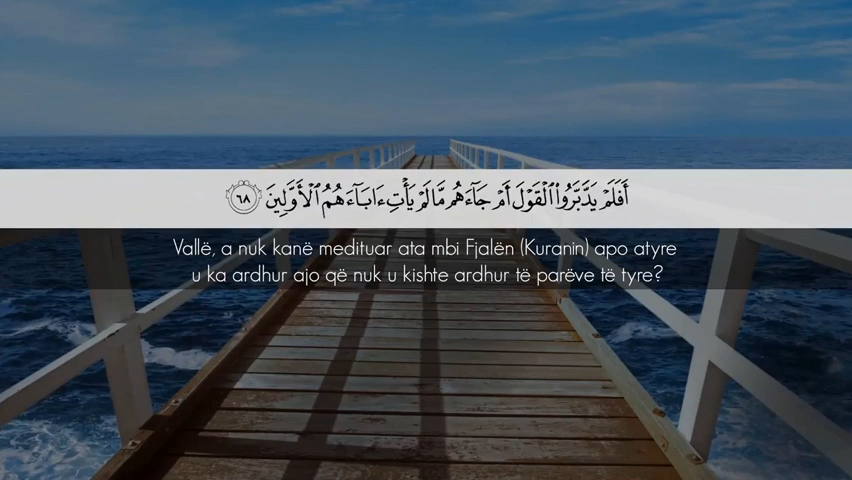 أَفَلَمْ يَدَّبَّرُوا۟ ٱلْقَوْلَ أَمْ جَآءَهُم مَّا لَمْ يَأْتِ ءَابَآءَهُمُ ٱلْأَوَّلِينَ ٦٨
Vallë, a nuk kanë medituar ata mbi Fjalën (Kuranin) apo atyre
u ka ardhur ajo që nuk u kishte ardhur të parëve të tyre?